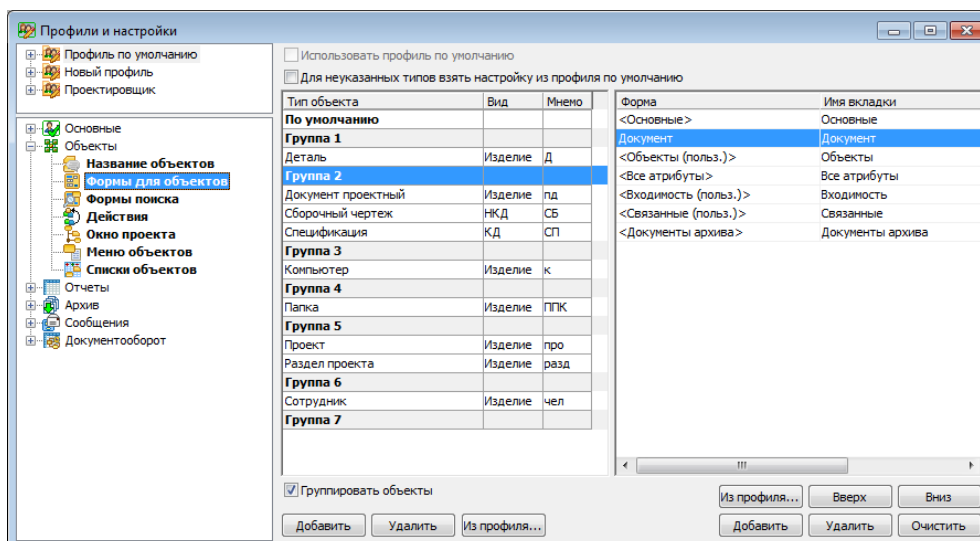 Профили и настройки
Профиль по умолчанию
Новый профиль
Проектировщик
Основные
Объекты
Название объектов
Формы для объектов
Формы поиска
Действия
Окно проекта
Меню объектов
Списки объектов
Отчеты
Архив
Сообщения
Документооборот
Использовать профиль по умолчанию
Для неуказанных типов взять настройку из профиля по умолчанию
Тип объекта Вид Мнемо
По умолчанию
Группа 1
Деталь Изделие Д
Группа 2
Документ проектный Изделие пд
Сборочный чертеж НКД СБ
Спецификация КД СП
Группа 3
Компьютер Изделие к
Группа 4
Папка Изделие ППК
Группа 5
Проект Изделие про
Раздел проекта Изделие разд
Группа 6
Сотрудник Изделие чел
Группа 7
Группировать объекты
Добавить Удалить Из профиля...
Форма Имя вкладки
<Основные> Основные
Документ Документ
<Объекты (польз.)> Объекты
<Все атрибуты> Все атрибуты
<Входимость (польз.)> Входимость
<Связанные (польз.)> Связанные
<Документы архива> Документы архива
Из профиля... Вверх Вниз
Добавить Удалить Очистить